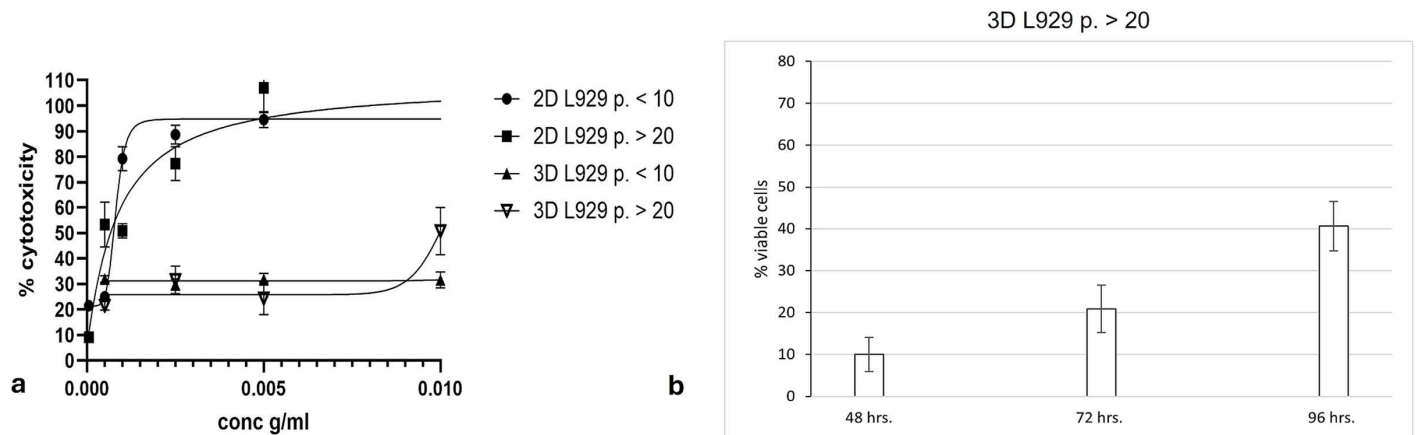 3D L929 p. > 20
% cytotoxicity
110
100
90
80
70
60
50
40
30
20
10
0
0.000
0.005
0.010
conc g/ml
2D L929 p. < 10
2D L929 p. > 20
3D L929 p. < 10
3D L929 p. > 20
a
b
% viable cells
80
70
60
50
40
30
20
10
0
48 hrs.
72 hrs.
96 hrs.